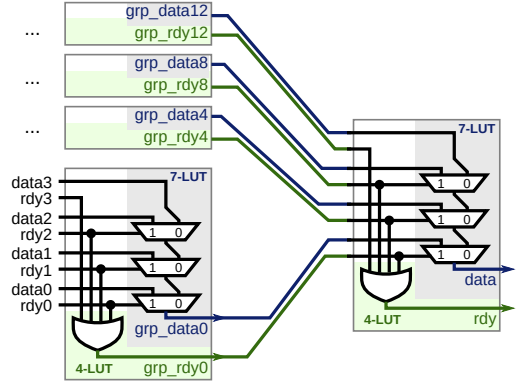 ...
grp_data12
grp_rdy12
...
grp_data8
grp_rdy8
...
grp_data4
grp_rdy4
7-LUT
data3
rdy3
data2
rdy2
1 0
data1
rdy1
1 0
data0
rdy0
1 0
grp_data0
4-LUT
grp_rdy0
7-LUT
1 0
1 0
1 0
data
4-LUT
rdy